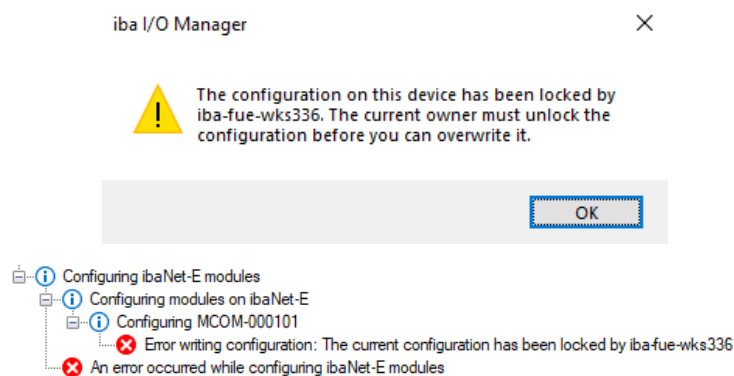 iba I/O Manager
The configuration on this device has been locked by
iba-fue-wks336. The current owner must unlock the
configuration before you can overwrite it.
OK
Configuring ibaNet-E modules
Configuring modules on ibaNet-E
Configuring MCOM-000101
Error writing configuration: The current configuration has been locked by iba-fue-wks336
An error occurred while configuring ibaNet-E modules